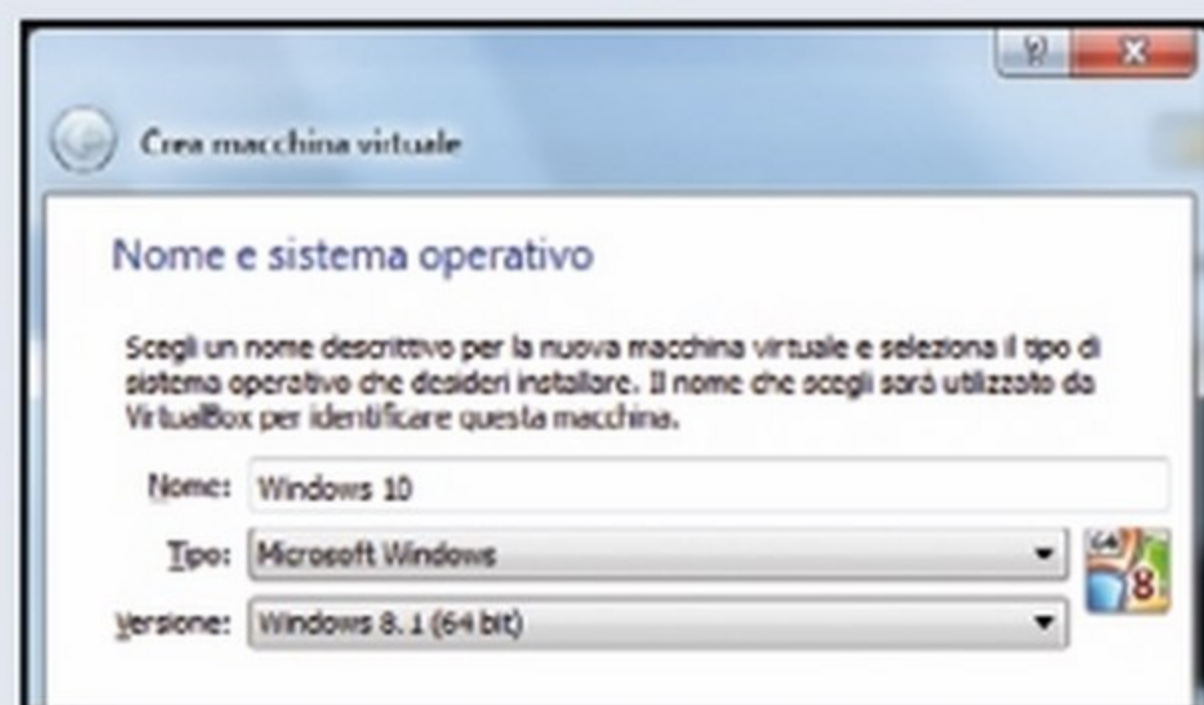 Crea macchina virtuale
Nome e sistema operativo
Scegli un nome descrittivo per la nuova macchina virtuale e seleziona il tipo di
sistema operativo che desideri installare. Il nome che scegli sarà utilizzato da
VirtualBox per identificare questa macchina.
Nome: Windows 10
Tipo: Microsoft Windows
64
8
Versione: Windows 8.1 (64 bit)